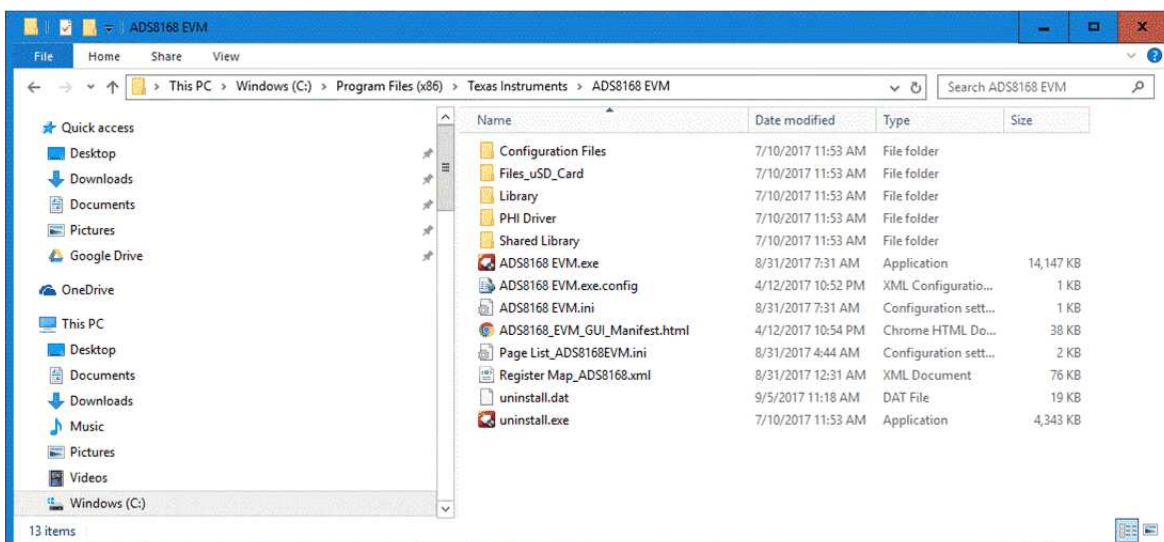 ADS8168 EVM
File Home Share View
This PC > Windows (C:) > Program Files (x86) > Texas Instruments > ADS8168 EVM Search ADS8168 EVM
Quick access
Desktop
Downloads
Documents
Pictures
Google Drive
OneDrive
This PC
Desktop
Documents
Downloads
Music
Pictures
Videos
Windows (C:)
Name Date modified Type Size
Configuration Files 7/10/2017 11:53 AM File folder
Files_uSD_Card 7/10/2017 11:53 AM File folder
Library 7/10/2017 11:53 AM File folder
PHI Driver 7/10/2017 11:53 AM File folder
Shared Library 7/10/2017 11:53 AM File folder
ADS8168 EVM.exe 8/31/2017 7:31 AM Application 14,147 KB
ADS8168 EVM.exe.config 4/12/2017 10:52 PM XML Configuratio... 1 KB
ADS8168 EVM.ini 8/31/2017 7:31 AM Configuration sett... 1 KB
ADS8168_EVM_GUI_Manifest.html 4/12/2017 10:54 PM Chrome HTML Do... 38 KB
Page List_ADS8168EVM.ini 8/31/2017 4:44 AM Configuration sett... 2 KB
Register Map_ADS8168.xml 8/31/2017 12:31 AM XML Document 76 KB
uninstall.dat 9/5/2017 11:18 AM DAT File 19 KB
uninstall.exe 7/10/2017 11:53 AM Application 4,343 KB
13 items